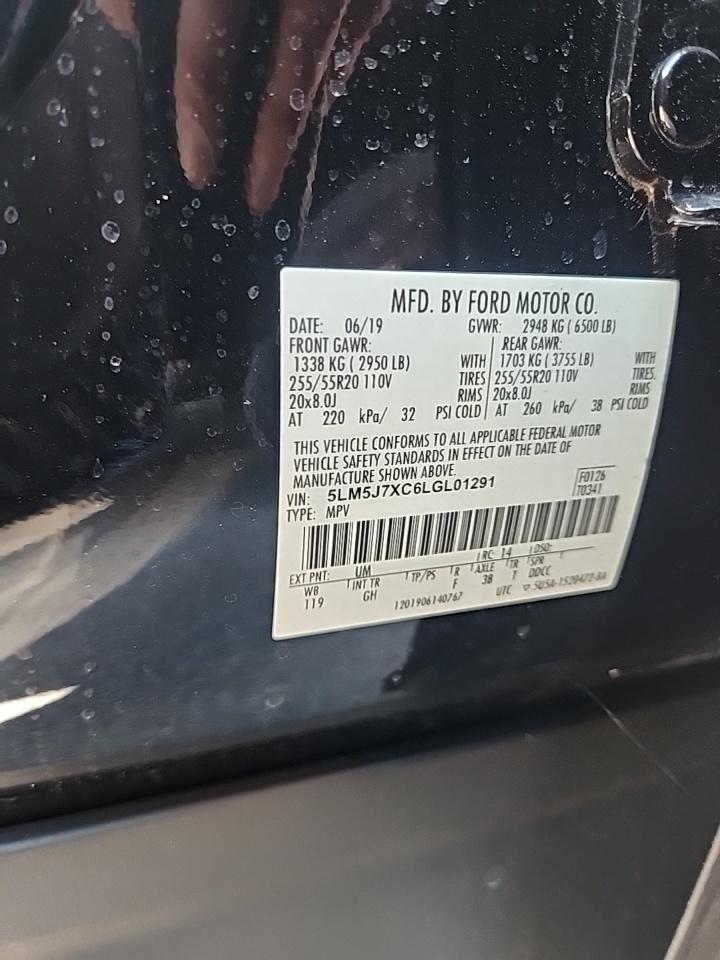 MFD. BY FORD MOTOR CO.
DATE: 06/19 GVWR: 2948 KG ( 6500 LB)
FRONT GAWR: REAR GAWR:
1338 KG ( 2950 LB) WITH 1703 KG ( 3755 LB) WITH
255/55R20 110V TIRES 255/55R20 110V TIRES
20x8.0J RIMS 20x8.0J RIMS
AT 220 kPa/ 32 PSI COLD AT 260 kPa/ 38 PSI COLD
THIS VEHICLE CONFORMS TO ALL APPLICABLE FEDERAL MOTOR
VEHICLE SAFETY STANDARDS IN EFFECT ON THE DATE OF
MANUFACTURE SHOWN ABOVE.
VIN: 5LM5J7XC6LGL01291 F0126
TYPE: MPV T0341
EXT PNT: UM RC: 14 DSO:
WB INT TR TP/PS R AXLE TR SPR
119 GH F 38 T DDCC
1201906140767 UTC ▽ 5U5A-1520472-BA